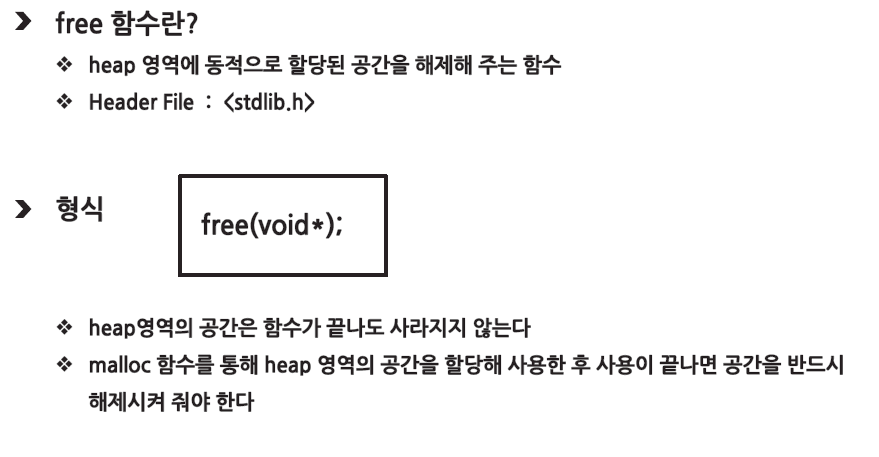 free 함수란?
❖ heap 영역에 동적으로 할당된 공간을 해제해 주는 함수
❖ Header File : <stdlib.h>
형식
free(void*);
❖ heap영역의 공간은 함수가 끝나도 사라지지 않는다
❖ malloc 함수를 통해 heap 영역의 공간을 할당해 사용한 후 사용이 끝나면 공간을 반드시
해제시켜 줘야 한다